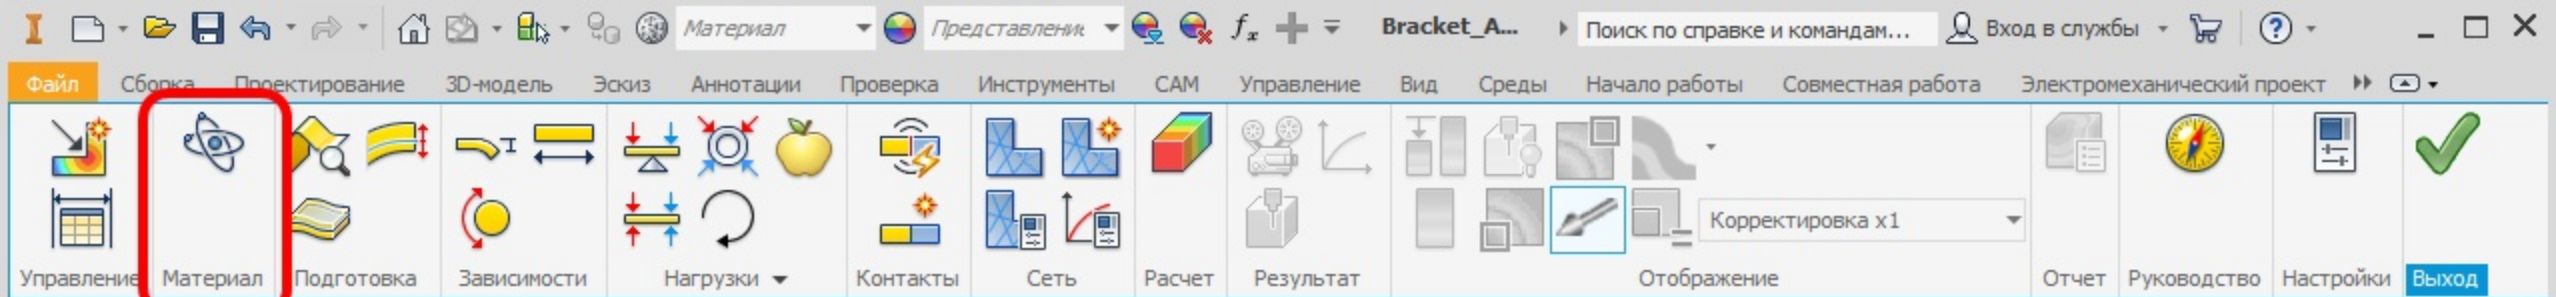 Материал Представление fx Bracket_A... Поиск по справке и командам... Вход в службы
Файл Сборка Проектирование 3D-модель Эскиз Аннотации Проверка Инструменты CAM Управление Вид Среды Начало работы Совместная работа Электромеханический проект
Корректировка x1
Управление Материал Подготовка Зависимости Нагрузки Контакты Сеть Расчет Результат Отображение Отчет Руководство Настройки Выход